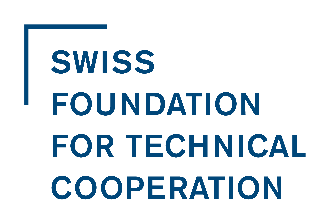 SWISS
FOUNDATION
FOR TECHNICAL
COOPERATION